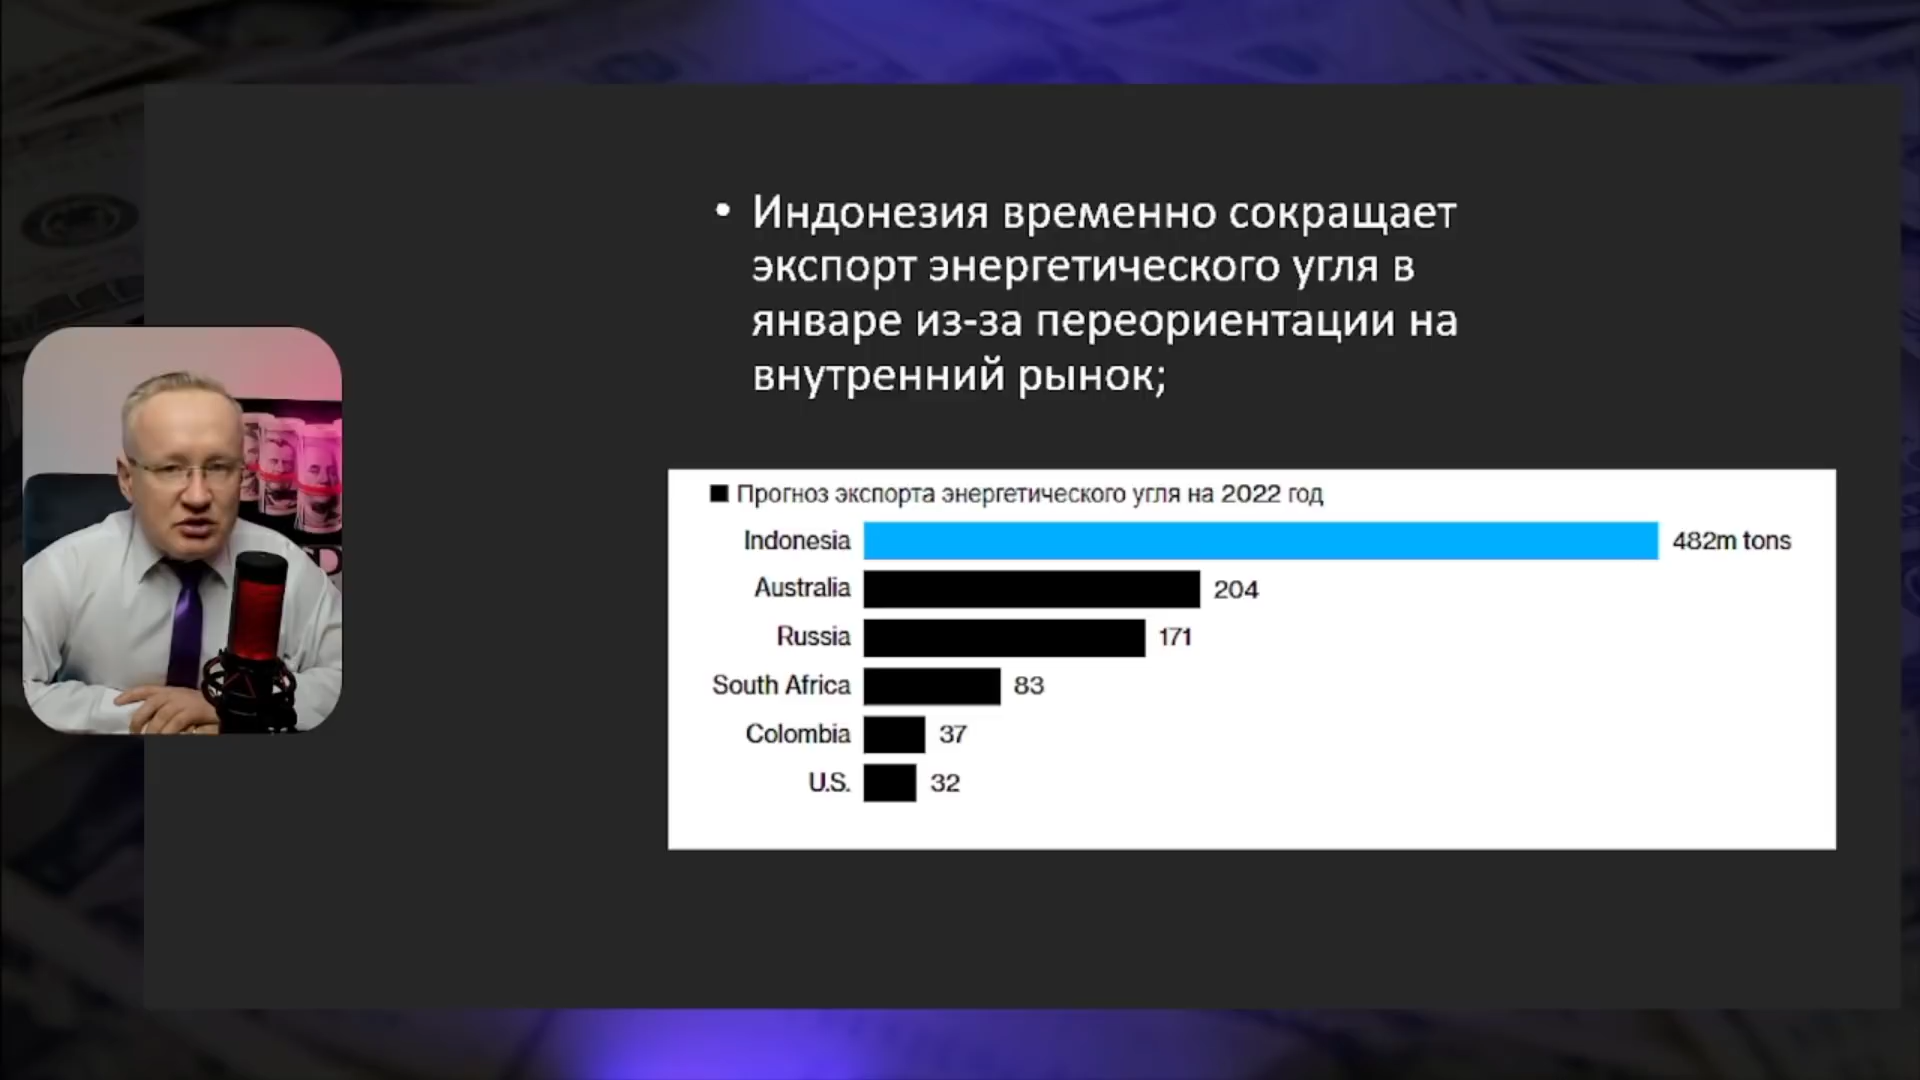 • Индонезия временно сокращает
экспорт энергетического угля в
январе из-за переориентации на
внутренний рынок;
Прогноз экспорта энергетического угля на 2022 год
Indonesia 482m tons
Australia 204
Russia 171
South Africa 83
Colombia 37
U.S. 32